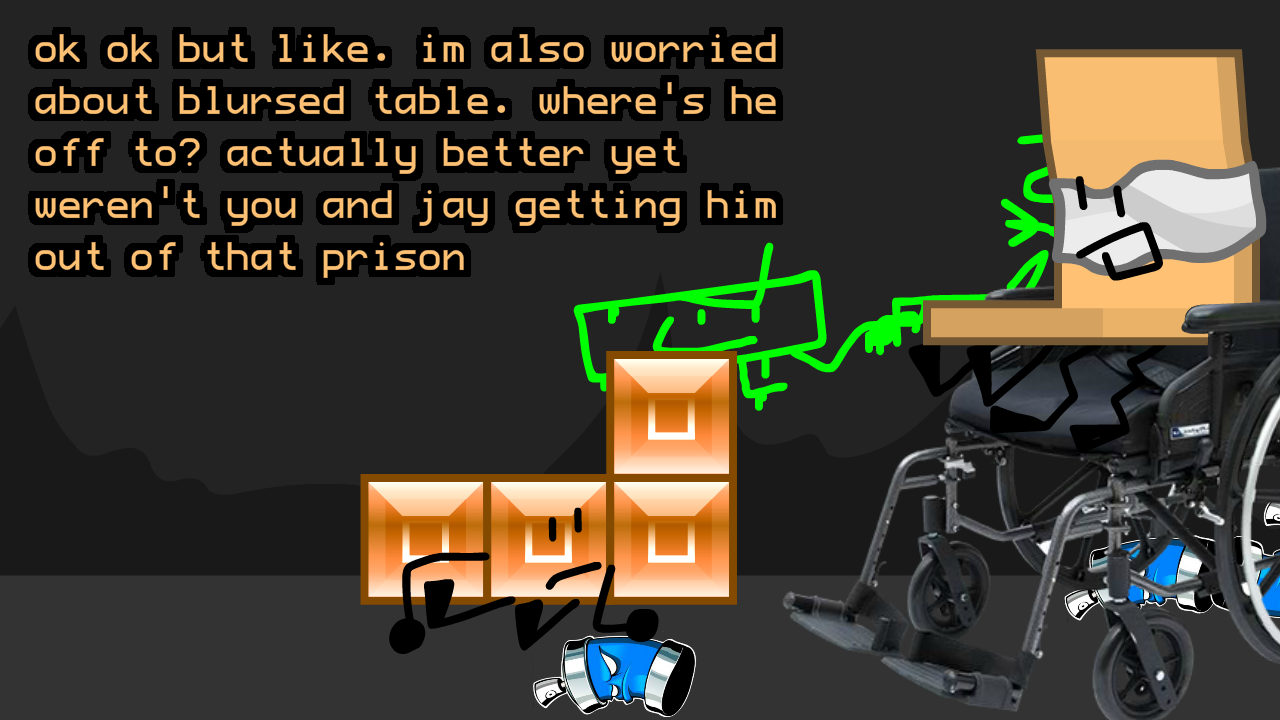 ok ok but like. im also worried
about blursed table. where's he
off to? actually better yet
weren't you and jay getting him
out of that prison